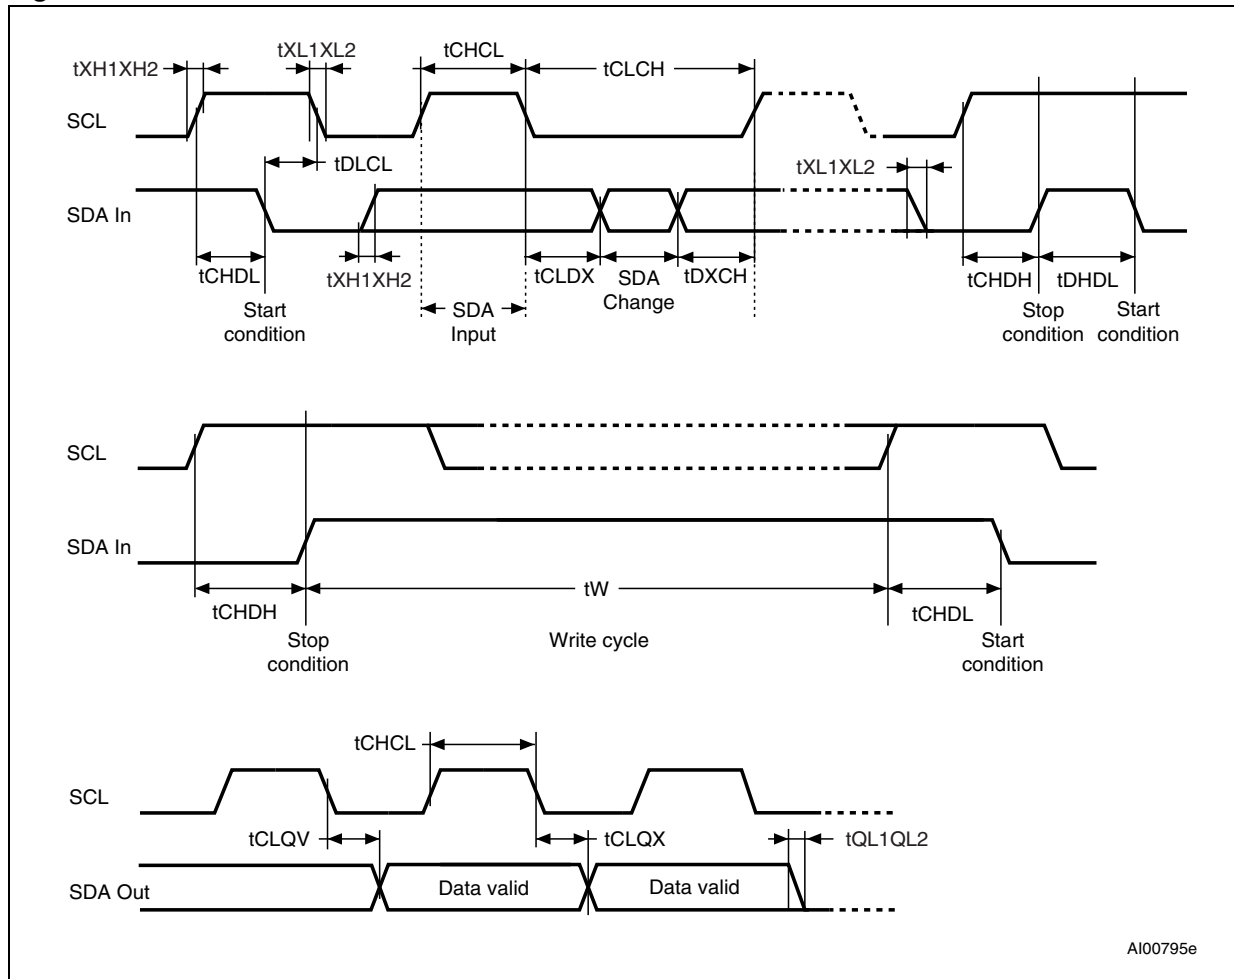 tXH1XH2
tXL1XL2
tCHCL
tCLCH
SCL
tDLCL
tXL1XL2
SDA In
tCHDL
tXH1XH2
tCLDX
SDA
Change
tDXCH
tCHDH
tDHDL
Start
condition
SDA
Input
Stop
condition
Start
condition
SCL
SDA In
tCHDH
tW
tCHDL
Stop
condition
Write cycle
Start
condition
tCHCL
SCL
tCLQV
tCLQX
tQL1QL2
SDA Out
Data valid
Data valid
AI00795e